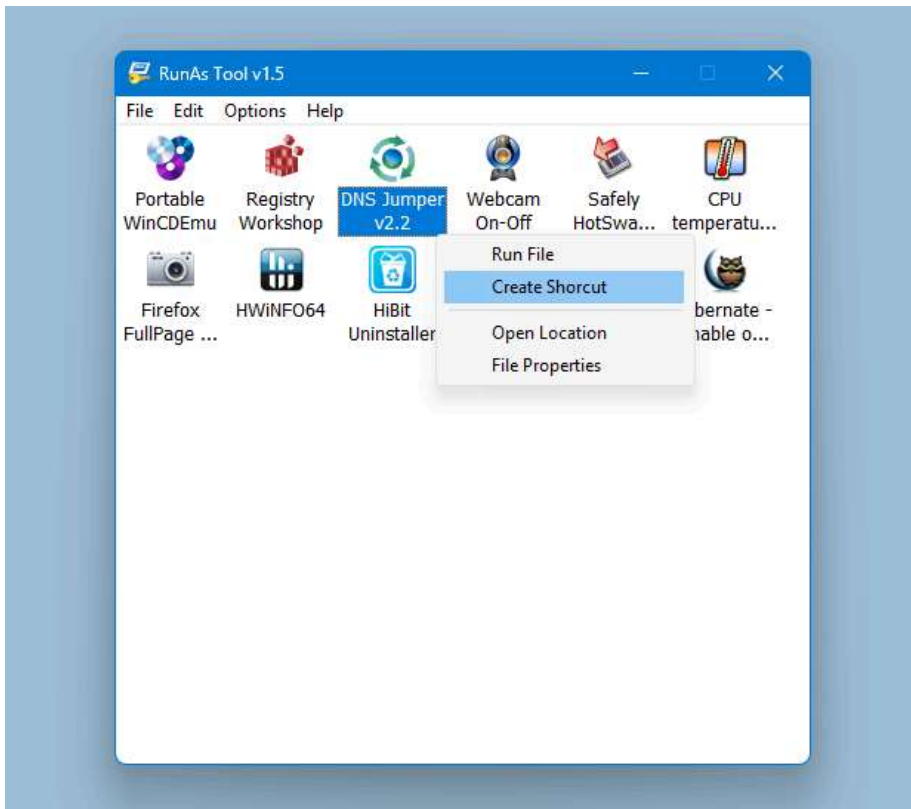 RunAs Tool v1.5
File Edit Options Help
Portable Registry DNS Jumper Webcam Safely CPU
WinCDEmu Workshop v2.2 On-Off HotSwa... temperatu...
Run File
Create Shorcut
Firefox HWiNFO64 HiBit bernate -
FullPage ... Uninstaller Open Location able o...
File Properties